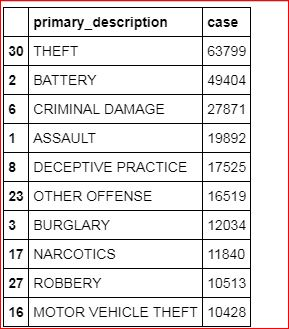 primary_description case
30 THEFT 63799
2 BATTERY 49404
6 CRIMINAL DAMAGE 27871
1 ASSAULT 19892
8 DECEPTIVE PRACTICE 17525
23 OTHER OFFENSE 16519
3 BURGLARY 12034
17 NARCOTICS 11840
27 ROBBERY 10513
16 MOTOR VEHICLE THEFT 10428